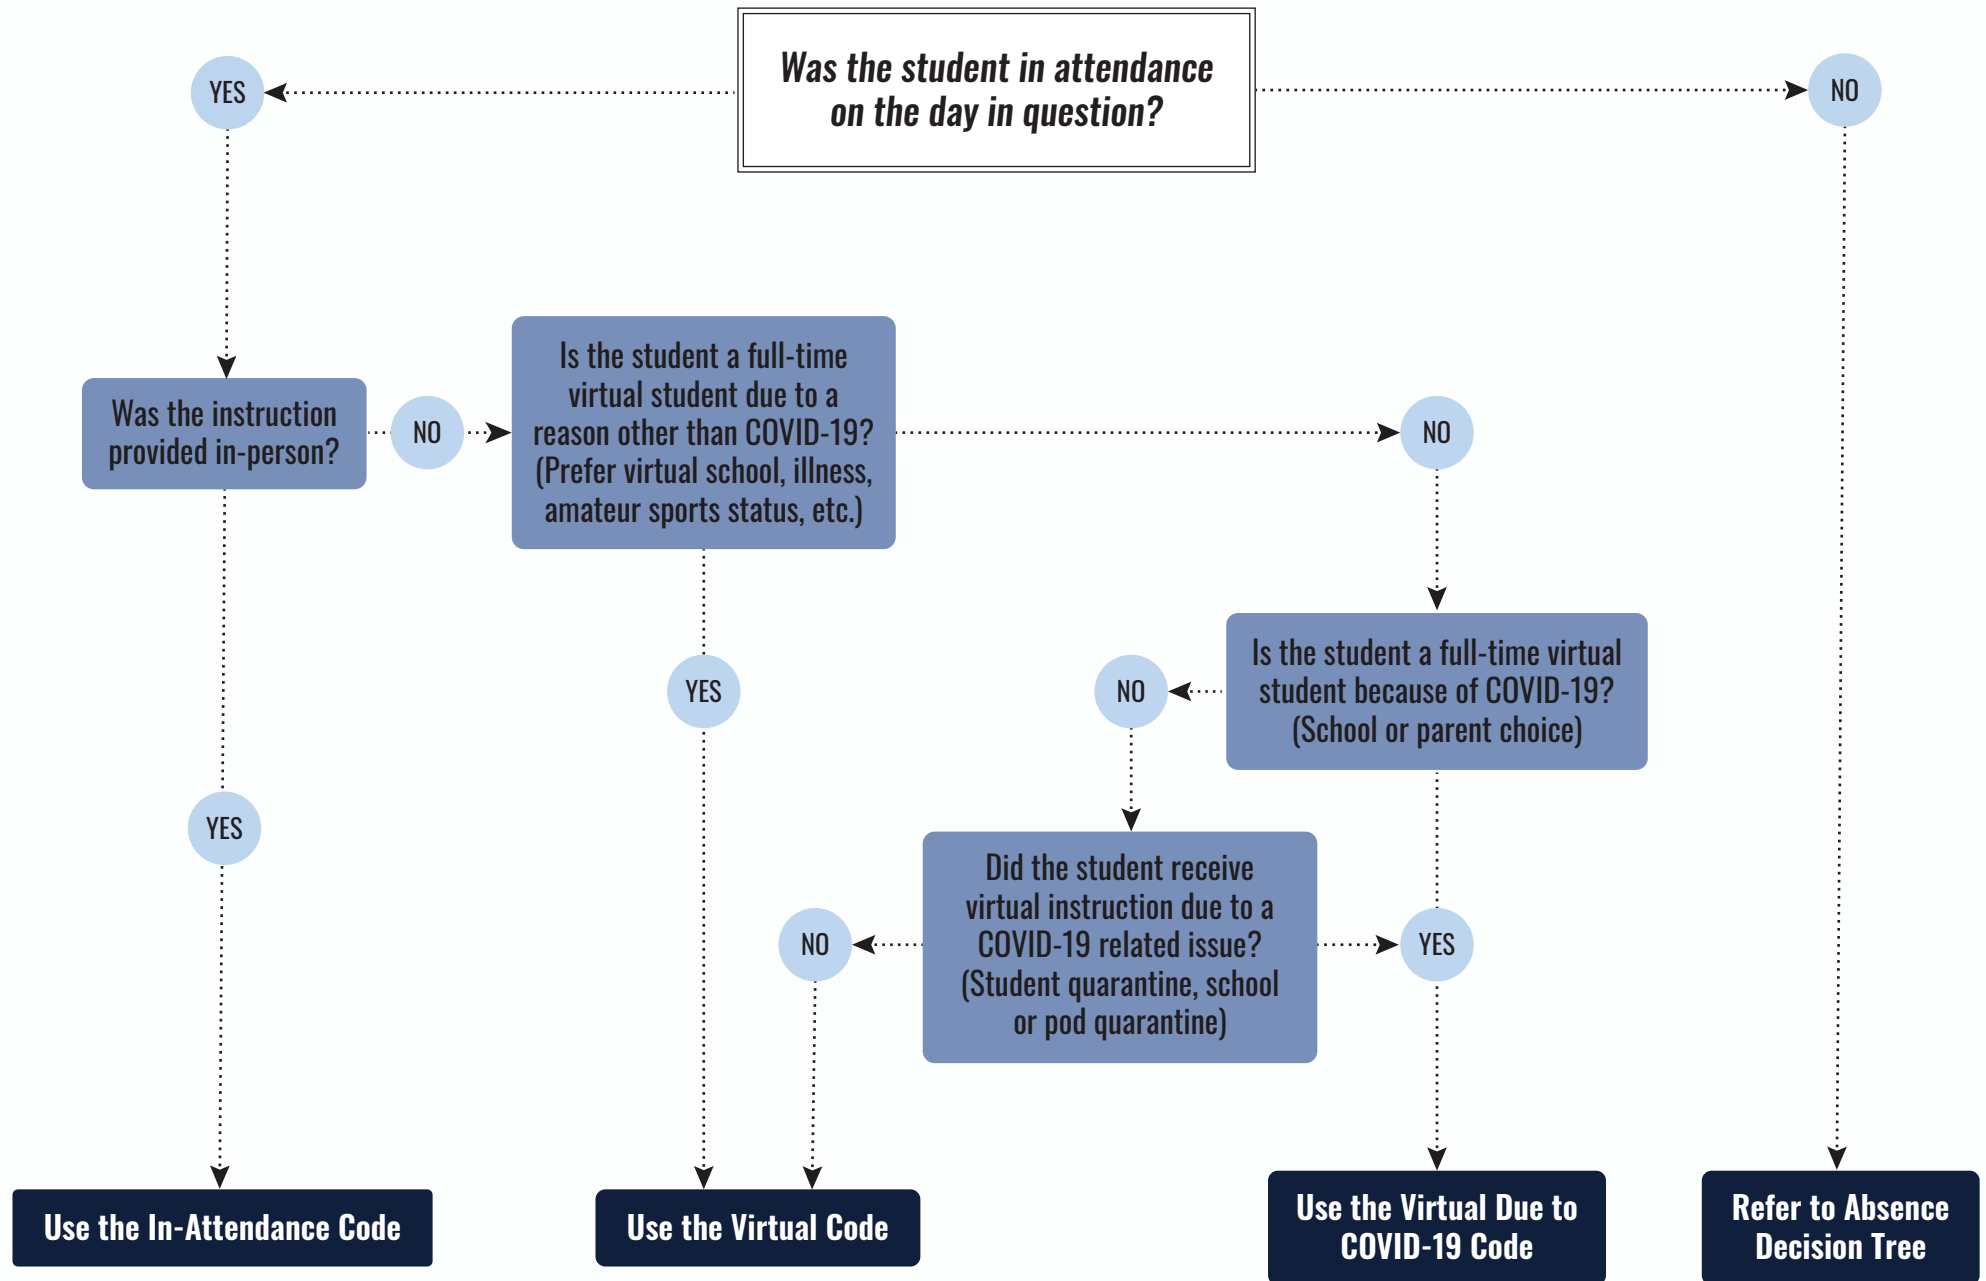 Was the student in attendance
on the day in question?
YES
NO
Was the instruction
provided in-person?
NO
Is the student a full-time
virtual student due to a
reason other than COVID-19?
(Prefer virtual school, illness,
amateur sports status, etc.)
NO
YES
NO
Is the student a full-time virtual
student because of COVID-19?
(School or parent choice)
YES
NO
Did the student receive
virtual instruction due to a
COVID-19 related issue?
(Student quarantine, school
or pod quarantine)
YES
Use the In-Attendance Code
Use the Virtual Code
Use the Virtual Due to
COVID-19 Code
Refer to Absence
Decision Tree